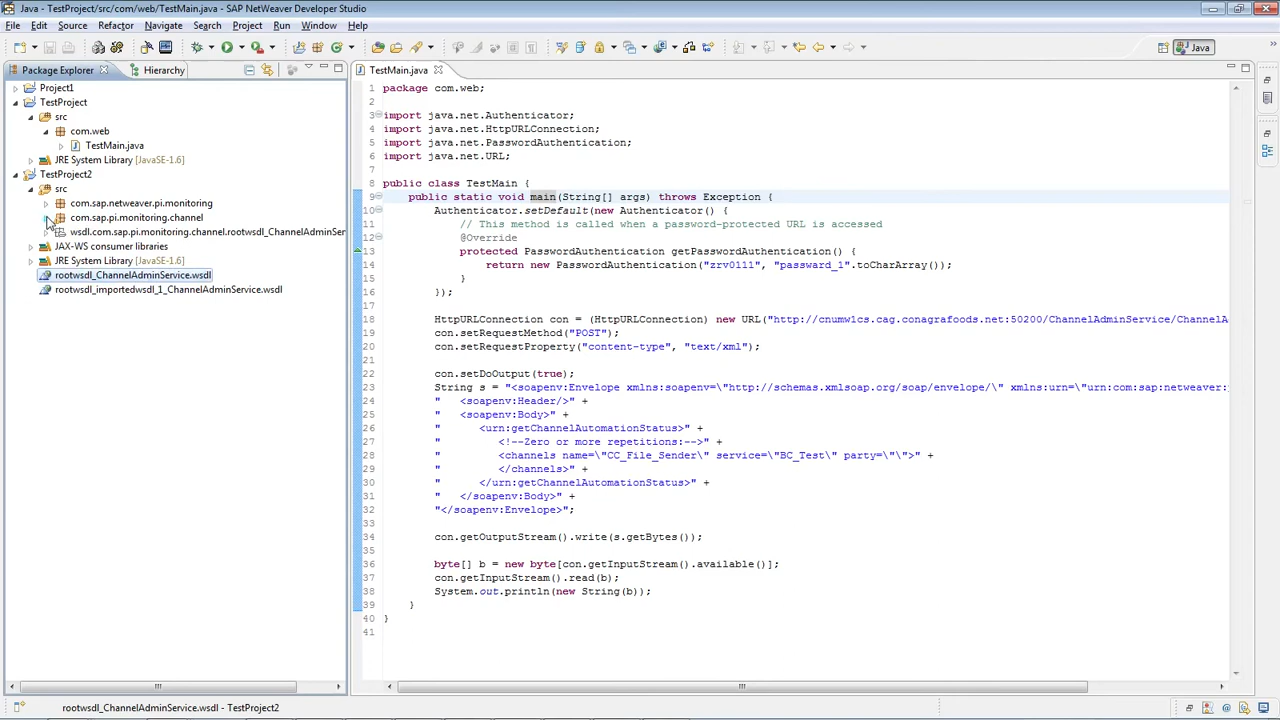 Java - TestProject/src/com/web/TestMain.java - SAP NetWeaver Developer Studio
File Edit Source Refactor Navigate Search Project Run Window Help
Java
Package Explorer Hierarchy
Project1
TestProject
src
com.web
TestMain.java
JRE System Library [JavaSE-1.6]
TestProject2
src
com.sap.netweaver.pi.monitoring
com.sap.pi.monitoring.channel
wsdl.com.sap.pi.monitoring.channel.rootwsdl_ChannelAdminSer
JAX-WS consumer libraries
JRE System Library [JavaSE-1.6]
rootwsdl_ChannelAdminService.wsdl
rootwsdl_importedwsdl_1_ChannelAdminService.wsdl
TestMain.java
1 package com.web;
2
3 import java.net.Authenticator;
4 import java.net.HttpURLConnection;
5 import java.net.PasswordAuthentication;
6 import java.net.URL;
7
8 public class TestMain {
9 public static void main(String[] args) throws Exception {
10 Authenticator.setDefault(new Authenticator() {
11 // This method is called when a password-protected URL is accessed
12 @Override
13 protected PasswordAuthentication getPasswordAuthentication() {
14 return new PasswordAuthentication("zrv0111", "passward_1".toCharArray());
15 }
16 });
17
18 HttpURLConnection con = (HttpURLConnection) new URL("http://cnumw1cs.cag.conagrafoods.net:50200/ChannelAdminService/ChannelA
19 con.setRequestMethod("POST");
20 con.setRequestProperty("content-type", "text/xml");
21
22 con.setDoOutput(true);
23 String s = "<soapenv:Envelope xmlns:soapenv=\"http://schemas.xmlsoap.org/soap/envelope/\" xmlns:urn=\"urn:com:sap:netweaver:
24 " <soapenv:Header/>" +
25 " <soapenv:Body>" +
26 " <urn:getChannelAutomationStatus>" +
27 " <!--Zero or more repetitions:-->" +
28 " <channels name=\"CC_File_Sender\" service=\"BC_Test\" party=\"\">" +
29 " </channels>" +
30 " </urn:getChannelAutomationStatus>" +
31 " </soapenv:Body>" +
32 "</soapenv:Envelope>";
33
34 con.getOutputStream().write(s.getBytes());
35
36 byte[] b = new byte[con.getInputStream().available()];
37 con.getInputStream().read(b);
38 System.out.println(new String(b));
39 }
40 }
41
rootwsdl_ChannelAdminService.wsdl - TestProject2